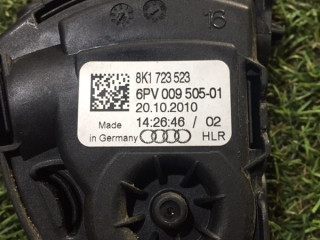 16
8K1 723 523
6PV 009 505-01
20.10.2010
14:26:46 / 02
Made
in Germany
HLR